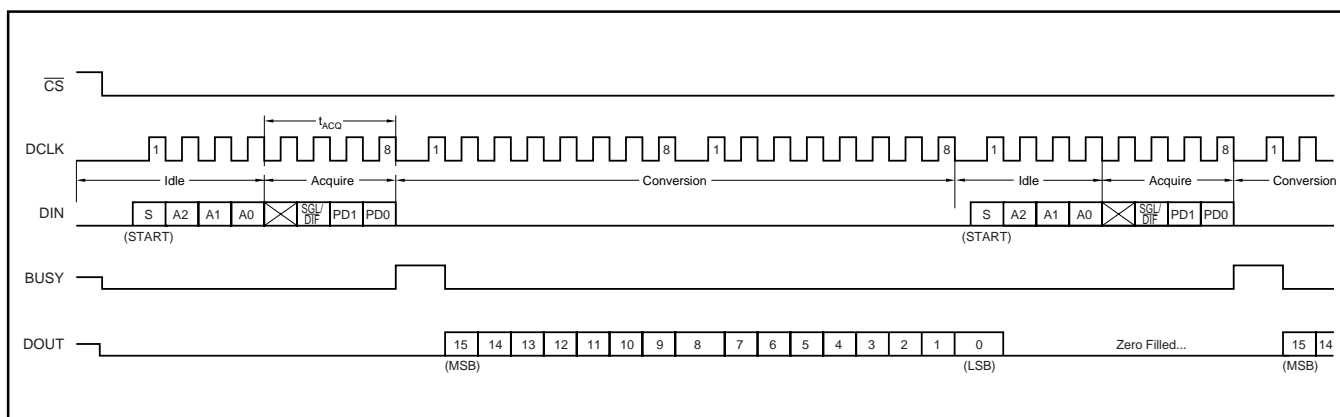 CS
tACQ
DCLK 1 8 1 8 1 8 1 8 1
Idle Acquire Conversion Idle Acquire Conversion
DIN S A2 A1 A0 SGL/DIF PD1 PD0 S A2 A1 A0 SGL/DIF PD1 PD0
(START) (START)
BUSY
DOUT 15 14 13 12 11 10 9 8 7 6 5 4 3 2 1 0 Zero Filled... 15 14
(MSB) (LSB) (MSB)